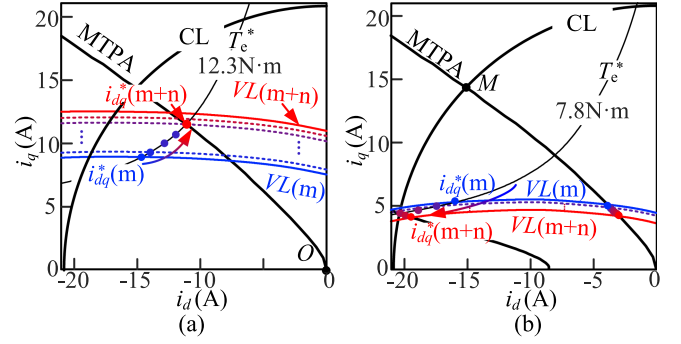 CL
MTPA
T_e^*
12.3N·m
i_dq^*(m+n)
VL(m+n)
i_dq^*(m)
O
20
15
10
5
0
-20
-15
-10
-5
0
i_q(A)
i_d(A)
(a)
CL
MTPA
M
T_e^*
7.8N·m
i_dq^*(m)
VL(m)
i_dq^*(m+n)
VL(m+n)
20
15
10
5
0
-20
-15
-10
-5
0
i_q(A)
i_d(A)
(b)